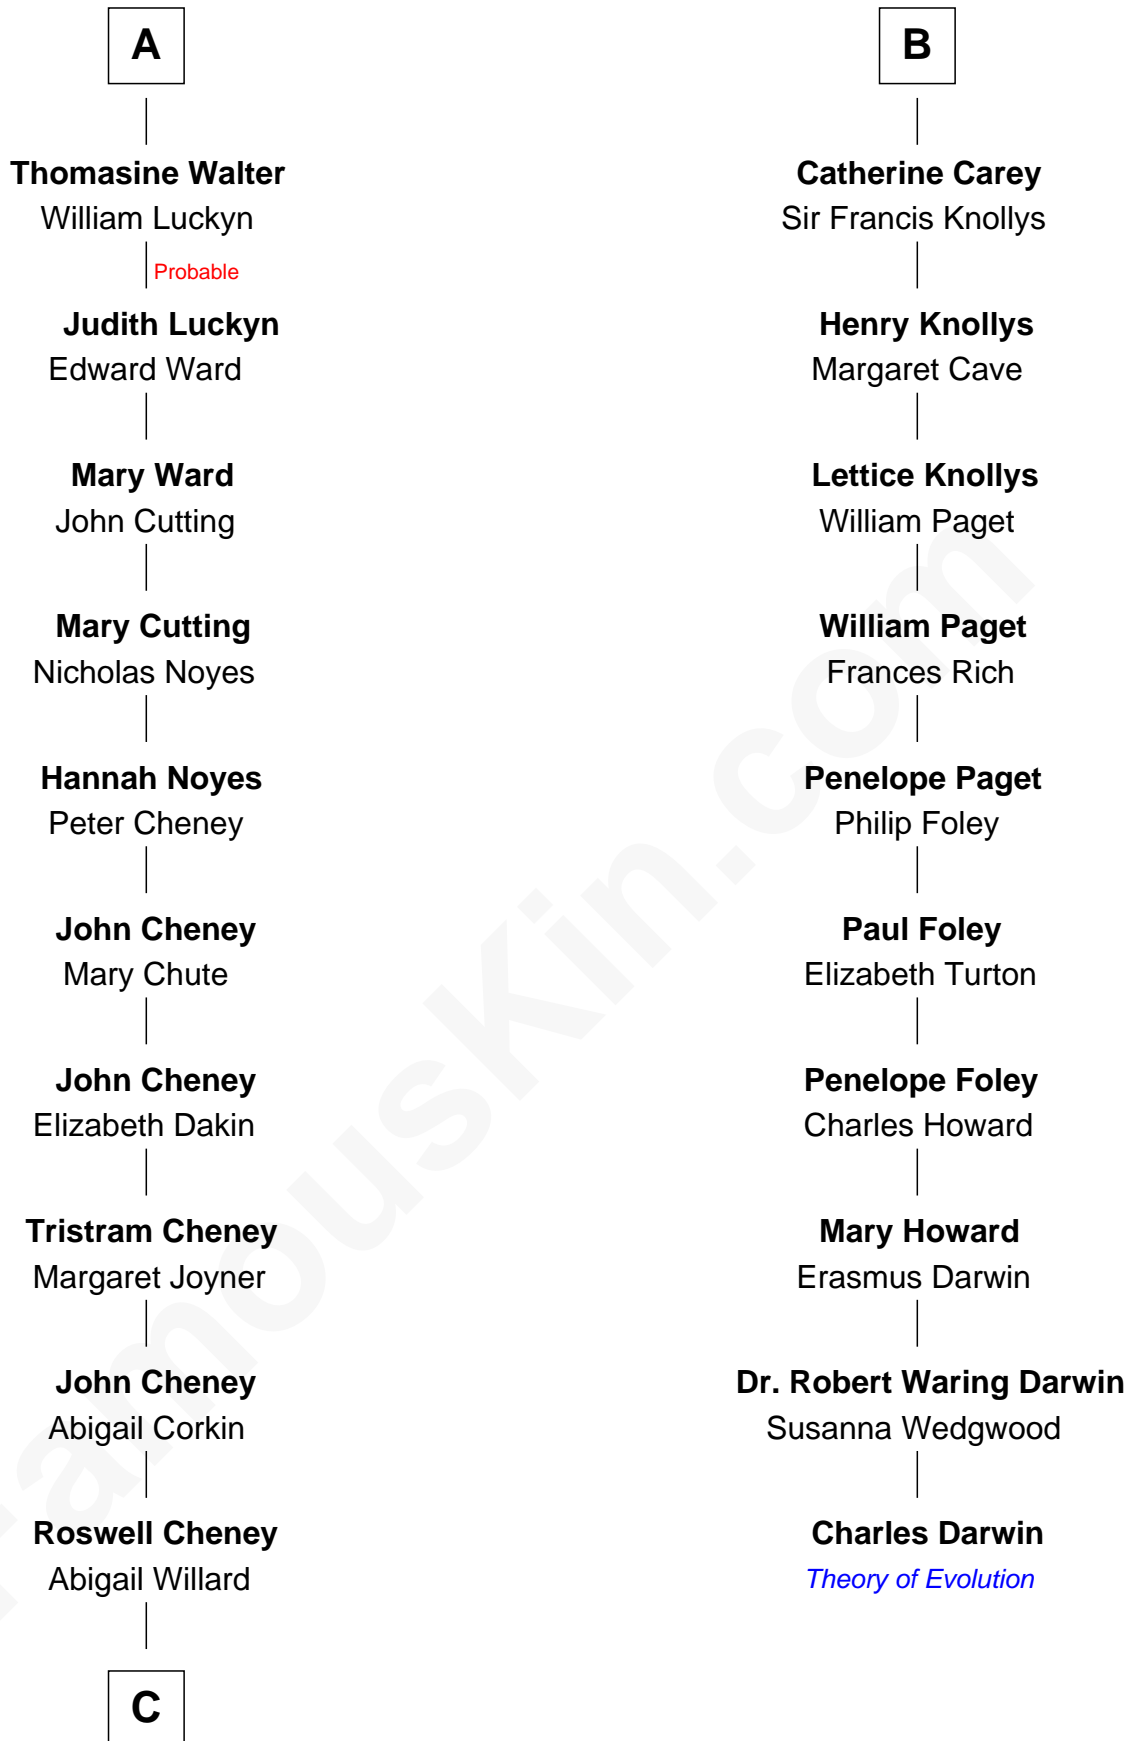 A
Thomasine Walter
William Luckyn
Probable
Judith Luckyn
Edward Ward
Mary Ward
John Cutting
Mary Cutting
Nicholas Noyes
Hannah Noyes
Peter Cheney
John Cheney
Mary Chute
John Cheney
Elizabeth Dakin
Tristram Cheney
Margaret Joyner
John Cheney
Abigail Corkin
Roswell Cheney
Abigail Willard
C
B
Catherine Carey
Sir Francis Knollys
Henry Knollys
Margaret Cave
Lettice Knollys
William Paget
William Paget
Frances Rich
Penelope Paget
Philip Foley
Paul Foley
Elizabeth Turton
Penelope Foley
Charles Howard
Mary Howard
Erasmus Darwin
Dr. Robert Waring Darwin
Susanna Wedgwood
Charles Darwin
Theory of Evolution
FamousKin.com